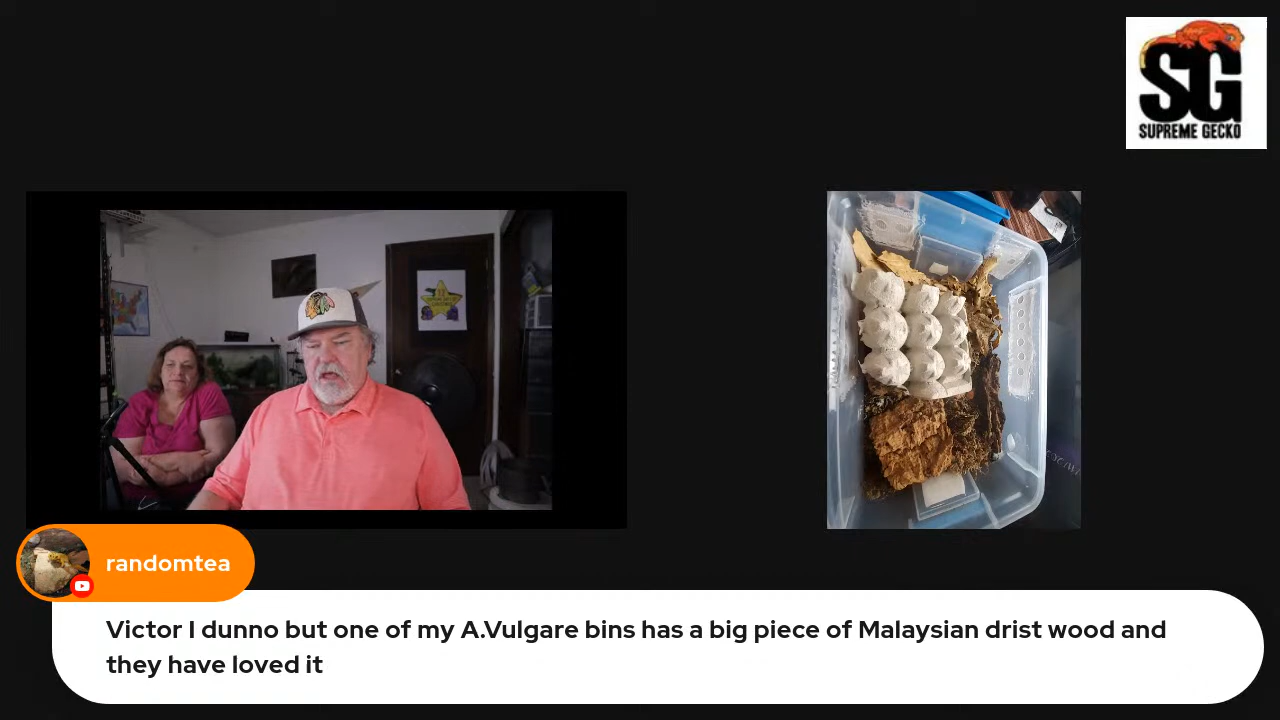 SG
SUPREME GECKO
randomtea
Victor I dunno but one of my A.Vulgare bins has a big piece of Malaysian drist wood and
they have loved it